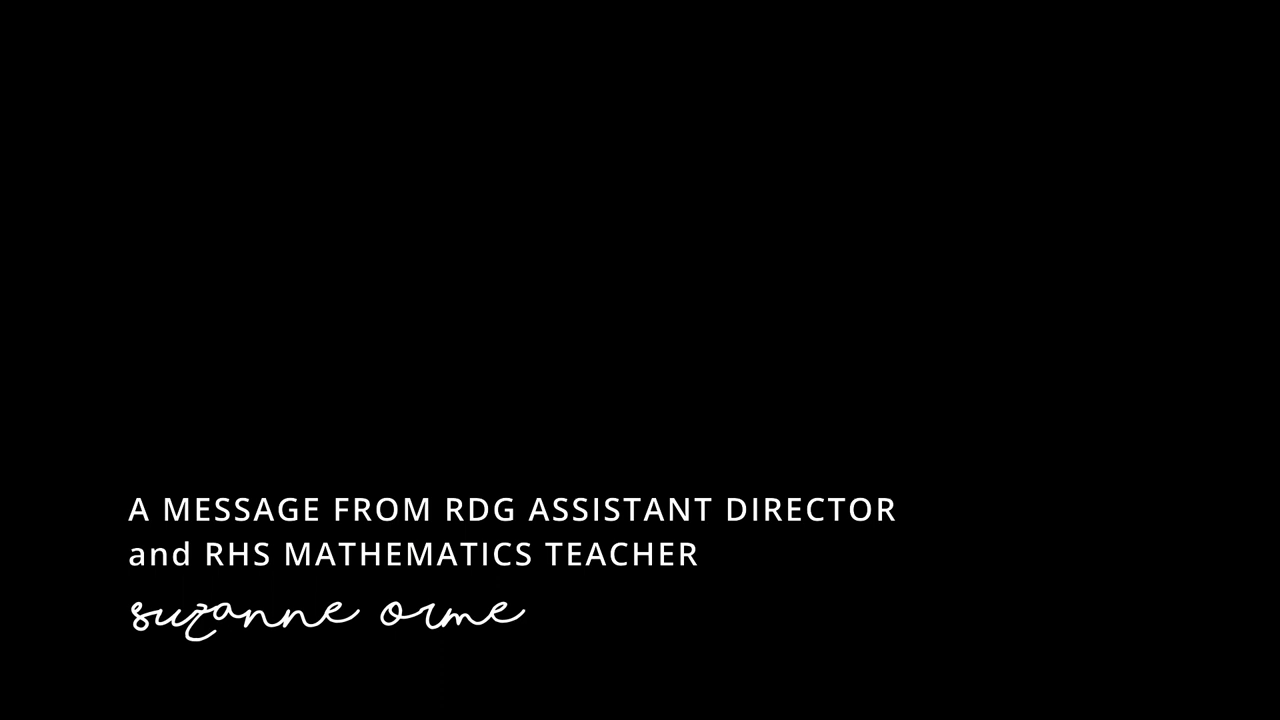 A MESSAGE FROM RDG ASSISTANT DIRECTOR
and RHS MATHEMATICS TEACHER
suzanne orme